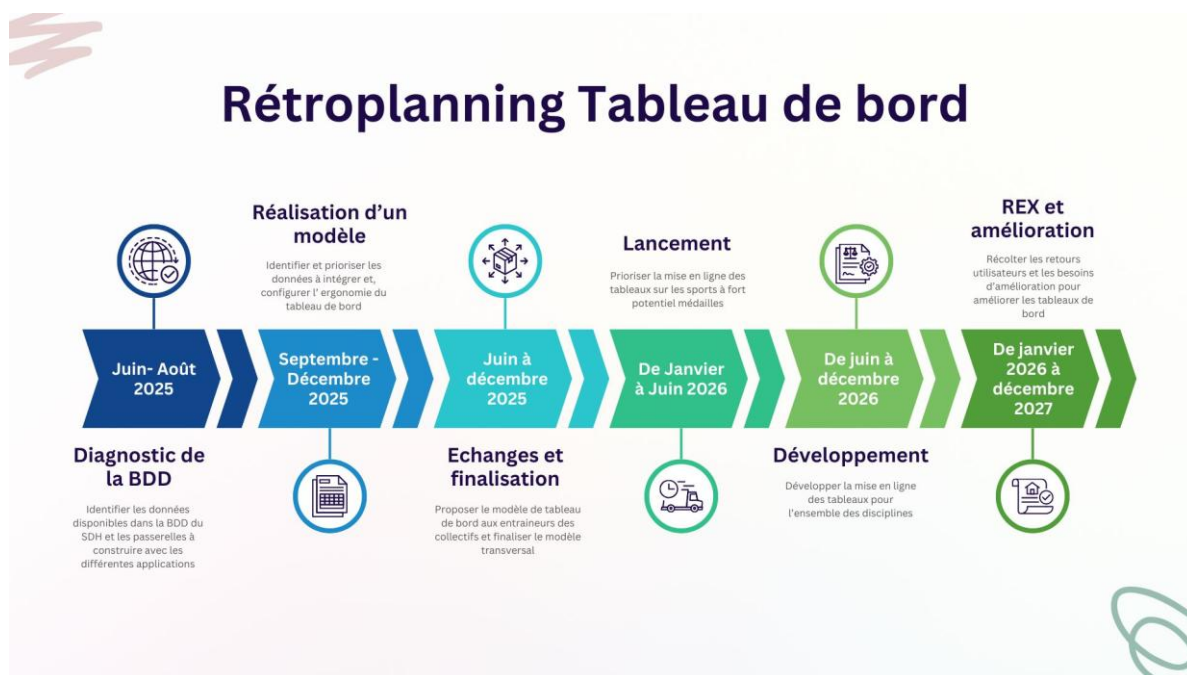 Rétroplanning Tableau de bord
Juin- Août
2025
Diagnostic de
la BDD
Identifier les données
disponibles dans la BDD du
SDH et les passerelles à
construire avec les
différentes applications
Réalisation d’un
modèle
Identifier et prioriser les
données à intégrer et,
configurer l’ ergonomie du
tableau de bord
Septembre -
Décembre
2025
Juin à
décembre
2025
Echanges et
finalisation
Proposer le modèle de tableau
de bord aux entraineurs des
collectifs et finaliser le modèle
transversal
Lancement
Prioriser la mise en ligne des
tableaux sur les sports à fort
potentiel médailles
De Janvier
à Juin 2026
De juin à
décembre
2026
Développement
Développer la mise en ligne
des tableaux pour
l’ensemble des disciplines
REX et
amélioration
Récolter les retours
utilisateurs et les besoins
d’amélioration pour
améliorer les tableaux de
bord
De janvier
2026 à
décembre
2027